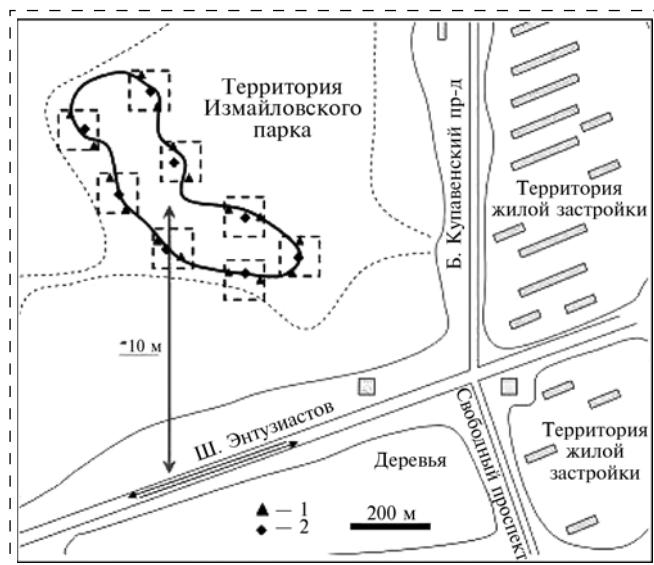 Территория
Измайловского
парка
Б. Купавенский пр-д
Территория
жилой застройки
~10 м
Ш. Энтузиастов
Свободный проспект
Территория
жилой
застройки
Деревья
▲ — 1
◆ — 2
200 м